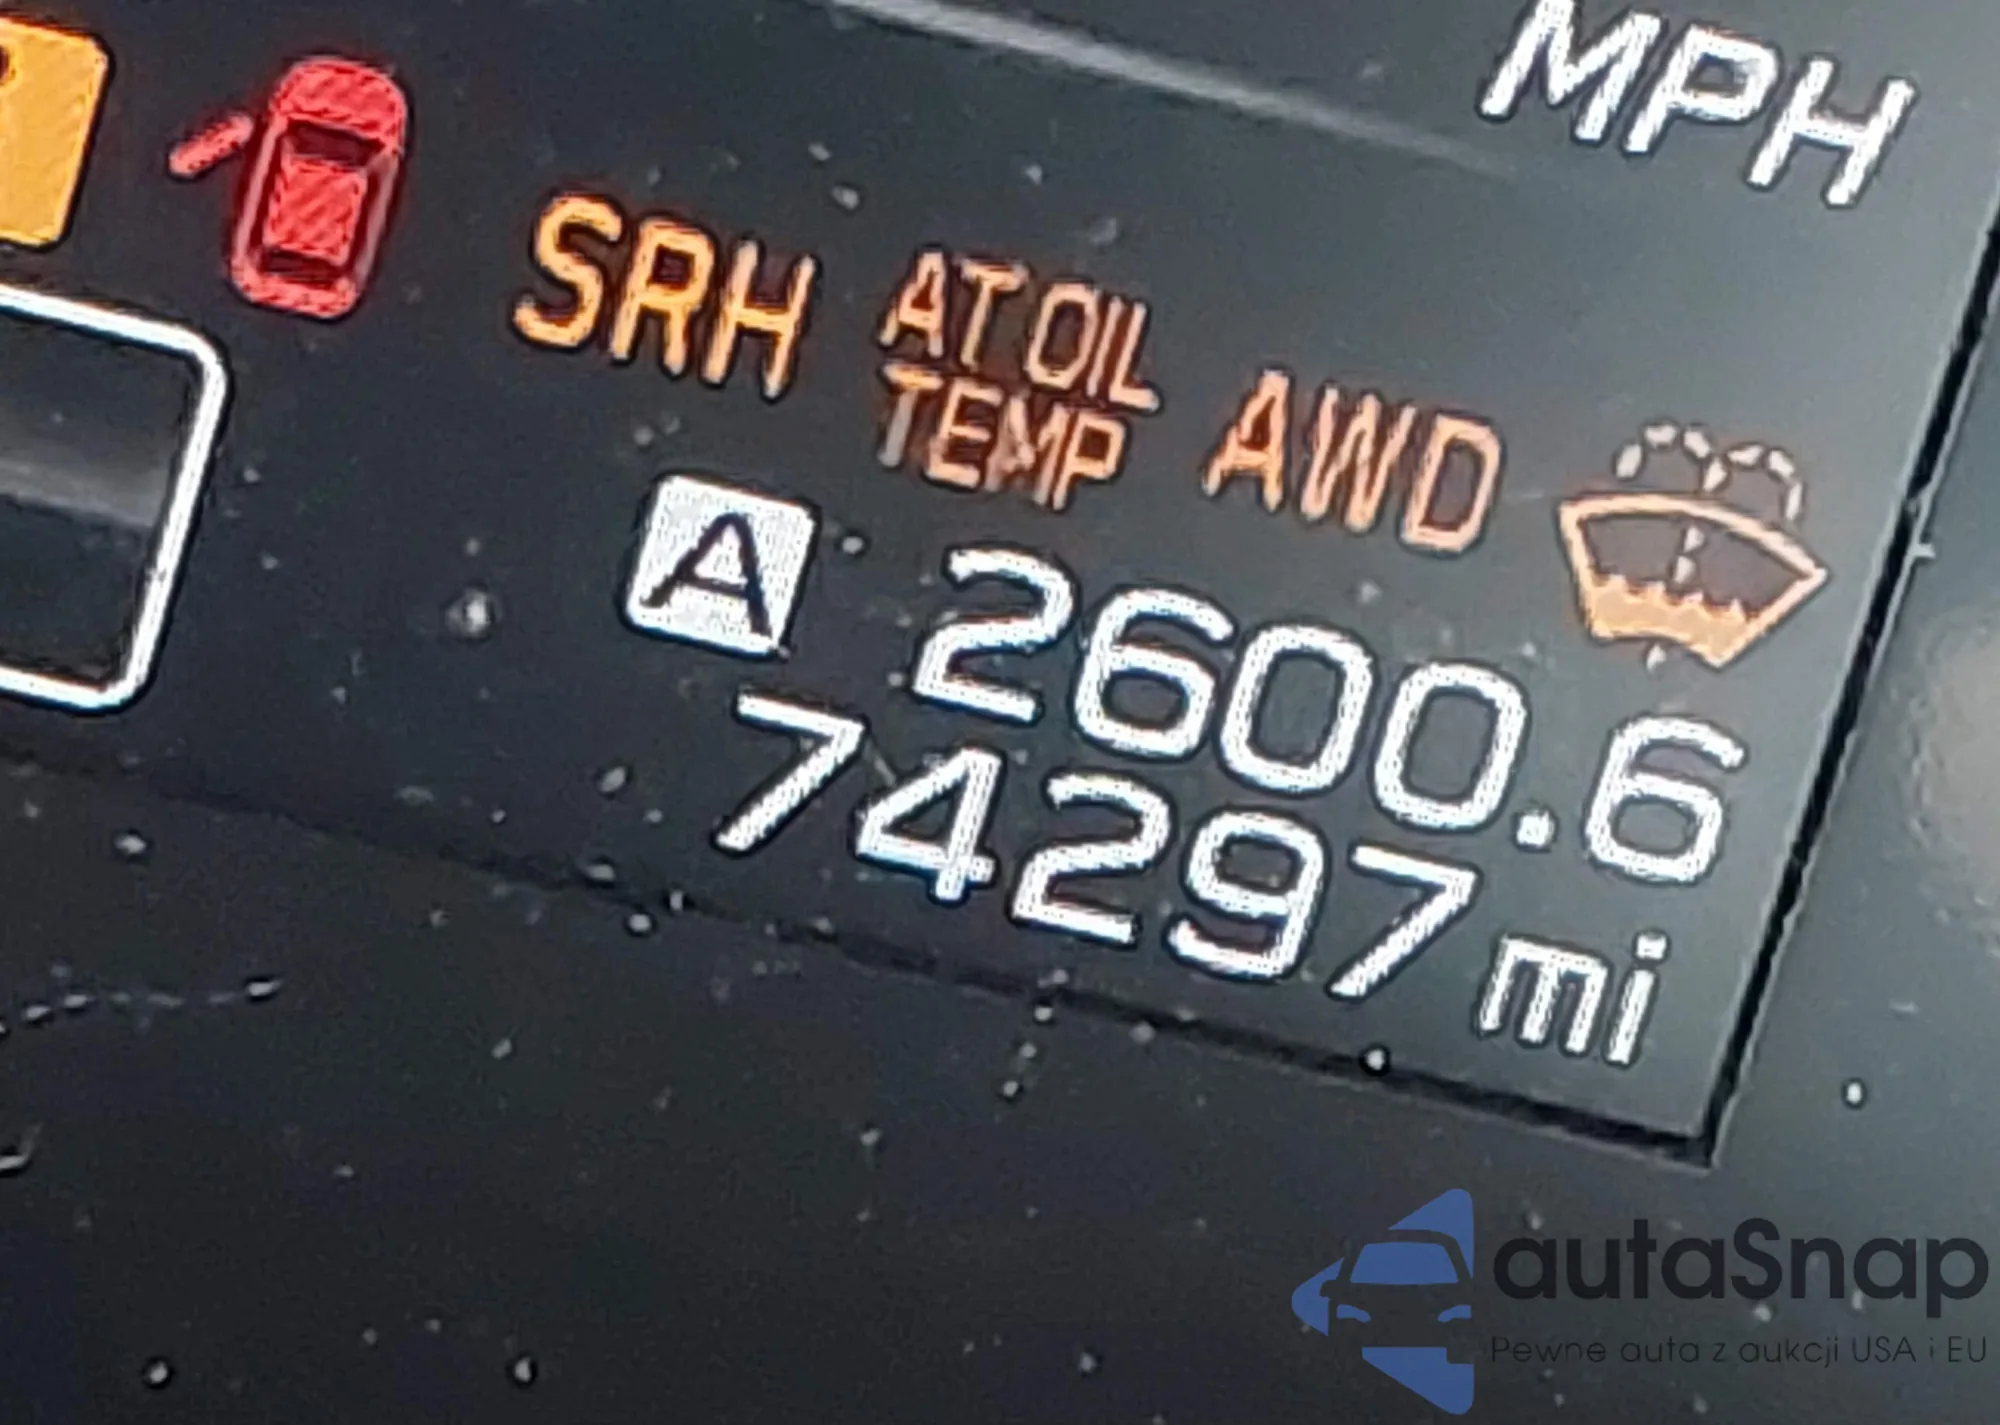 MPH
SRH
AT OIL
TEMP
AWD
A 2600.6
74297 mi
autaSnap
Pewne auta z aukcji USA i EU